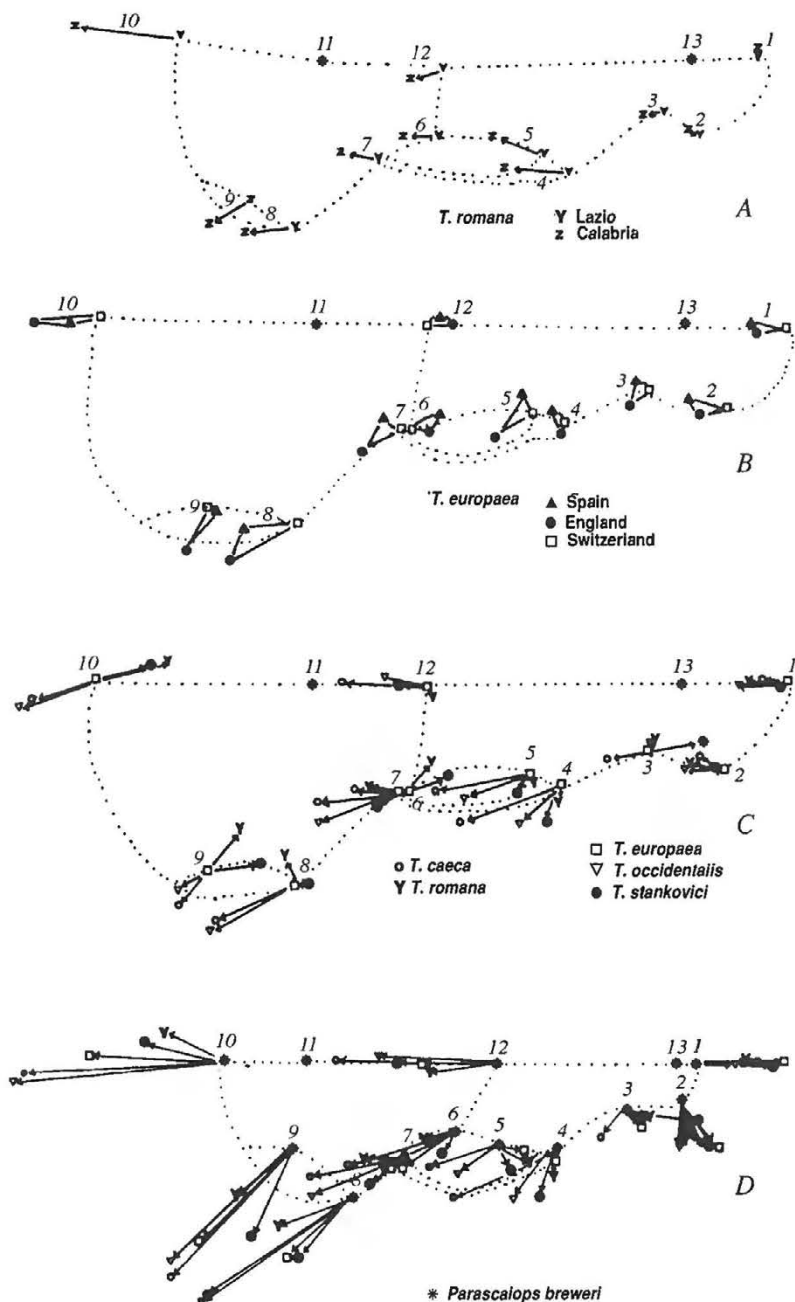 10
11
12
13
1
3
2
6
5
7
4
9
8
A
T. romana
Y Lazio
z Calabria
10
11
12
13
1
3
2
5
4
7 6
9
8
B
T. europaea
▲ Spain
● England
□ Switzerland
10
11
12
13
1
3
2
5
4
7
6
9
8
C
o T. caeca
Y T. romana
□ T. europaea
▽ T. occidentalis
● T. stankovici
10
11
12
13 1
2
3
6
5
4
7
9
8
D
* Parascalops breweri